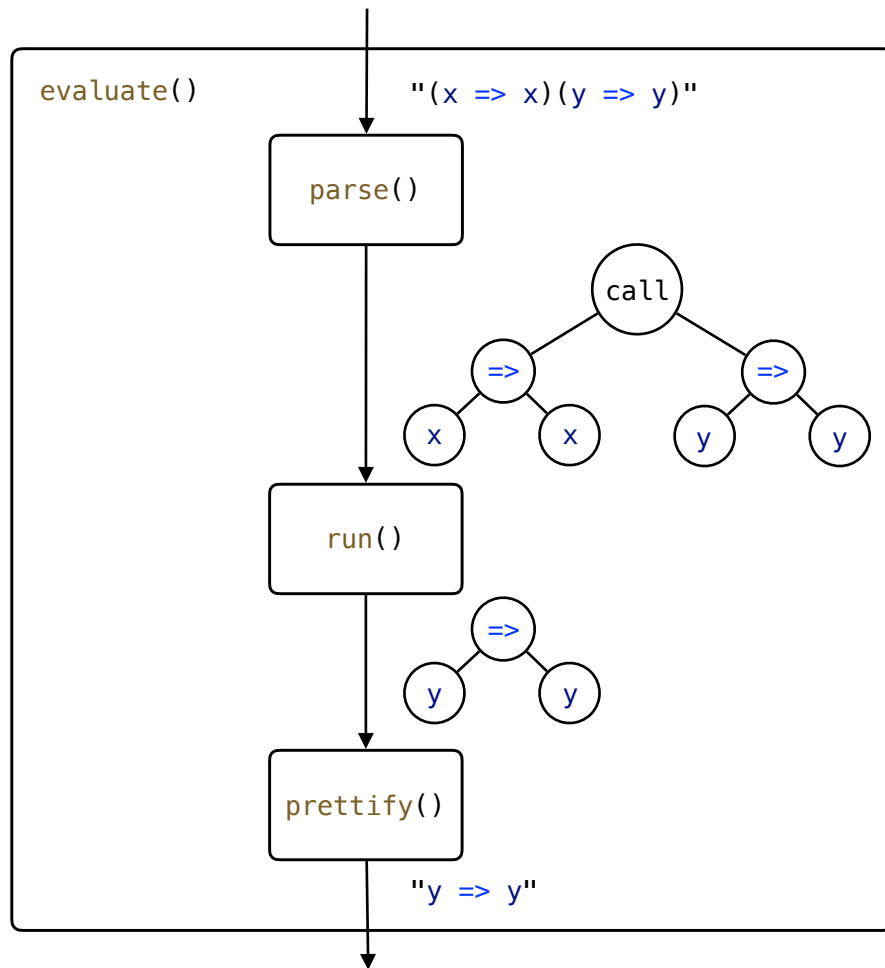 evaluate()
"(x => x)(y => y)"
parse()
call
=> =>
x x y y
run()
=>
y y
prettify()
"y => y"